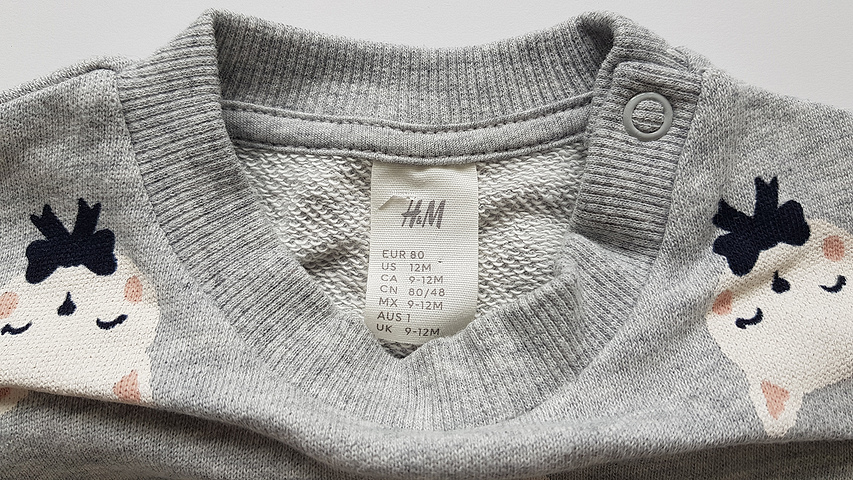 H&M
EUR 80
US 12M
CA 9-12M
CN 80/48
MX 9-12M
AUS 1
UK 9-12M